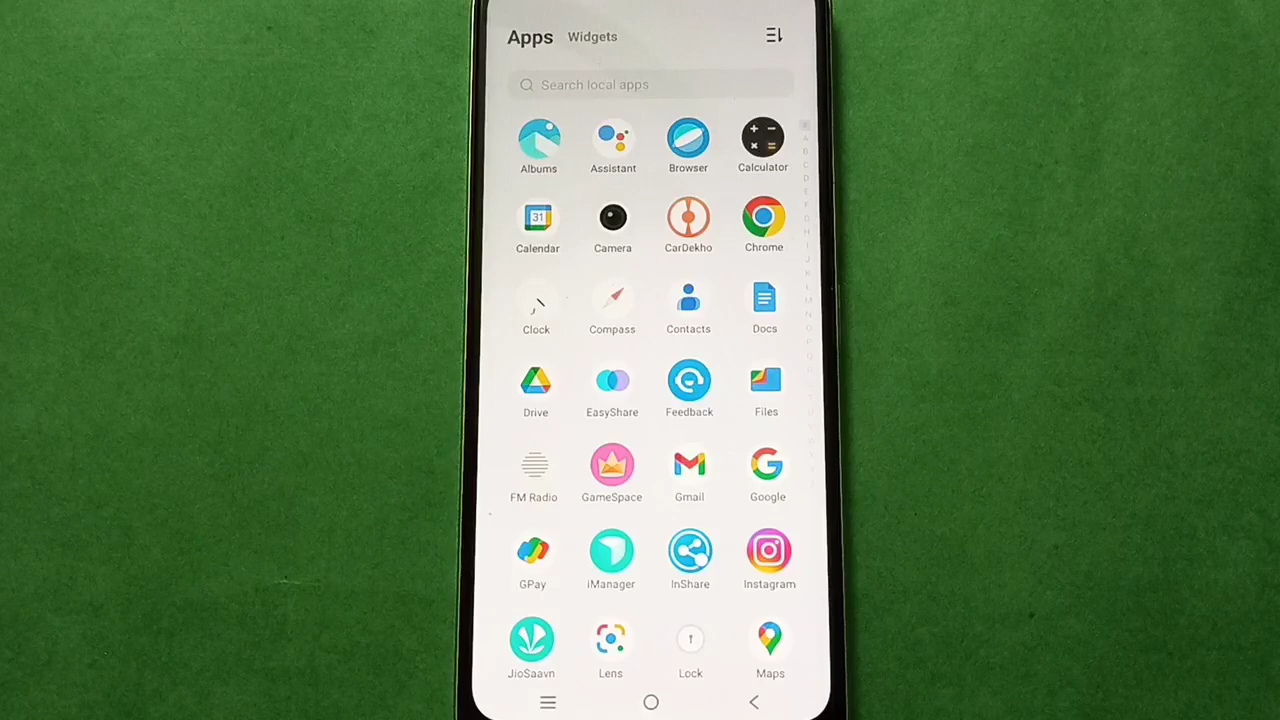 Apps Widgets
Search local apps
Albums Assistant Browser Calculator
31
Calendar Camera CarDekho Chrome
Clock Compass Contacts Docs
Drive EasyShare Feedback Files
FM Radio GameSpace Gmail Google
GPay iManager InShare Instagram
JioSaavn Lens Lock Maps